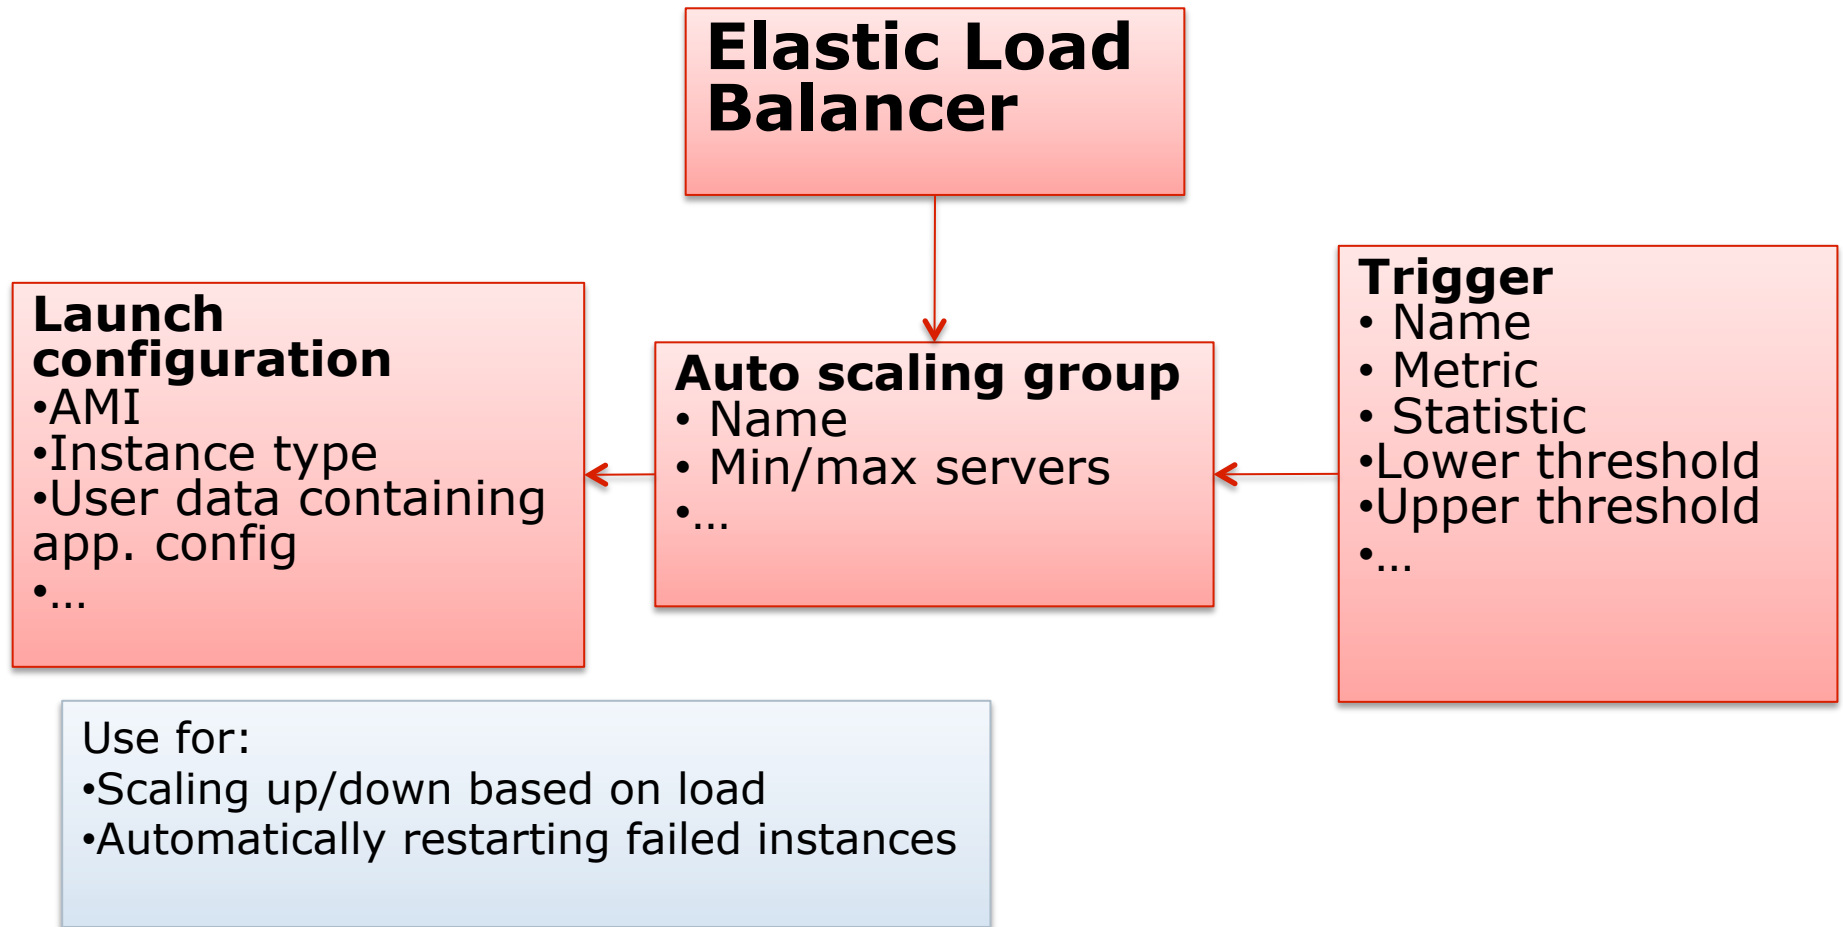 Elastic Load
Balancer
Launch
configuration
•AMI
•Instance type
•User data containing
app. config
•...
Auto scaling group
• Name
• Min/max servers
•...
Trigger
• Name
• Metric
• Statistic
•Lower threshold
•Upper threshold
•...
Use for:
•Scaling up/down based on load
•Automatically restarting failed instances